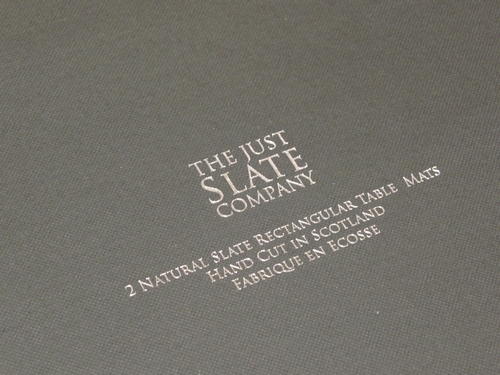 THE JUST
SLATE
COMPANY
2 NATURAL SLATE RECTANGULAR TABLE MATS
HAND CUT IN SCOTLAND
FABRIQUE EN ECOSSE